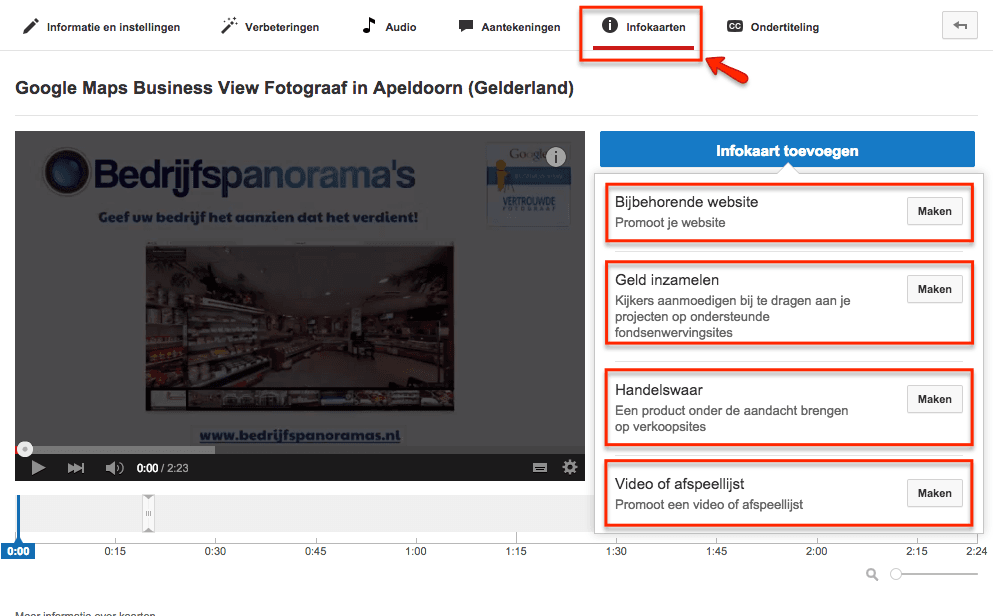 Informatie en instellingen
Verbeteringen
Audio
Aantekeningen
Infokaarten
CC Ondertiteling
Google Maps Business View Fotograaf in Apeldoorn (Gelderland)
Bedrijfspanorama's
Geef uw bedrijf het aanzien dat het verdient!
Google
VERTROUWDE
FOTOGRAAF
www.bedrijfspanoramas.nl
0:00 / 2:23
Infokaart toevoegen
Bijbehorende website
Promoot je website
Maken
Geld inzamelen
Kijkers aanmoedigen bij te dragen aan je
projecten op ondersteunde
fondsenwervingsites
Maken
Handelswaar
Een product onder de aandacht brengen
op verkoopsites
Maken
Video of afspeellijst
Promoot een video of afspeellijst
Maken
0:00 0:15 0:30 0:45 1:00 1:15 1:30 1:45 2:00 2:15 2:24
Meer informatie over kaarten